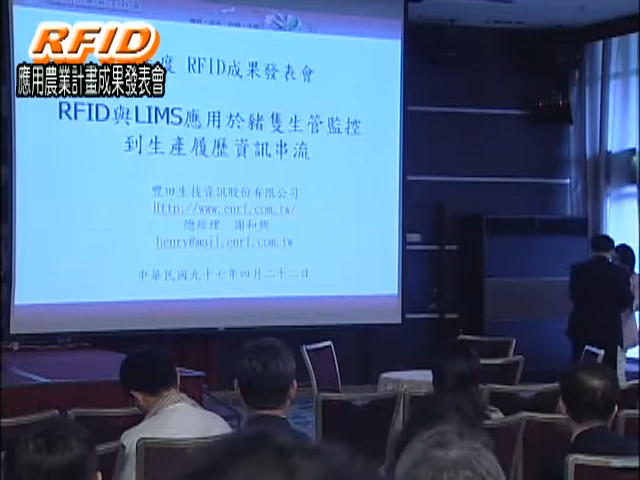 RFID
應用農業計畫成果發表會
度 RFID成果發表會
RFID與LIMS應用於豬隻生管監控
到生產履歷資訊串流
豐田生技資訊股份有限公司
Http://www.enrf.com.tw/
總經理 謝和興
henry@mail.enrf.com.tw
中華民國九十七年四月二十二日